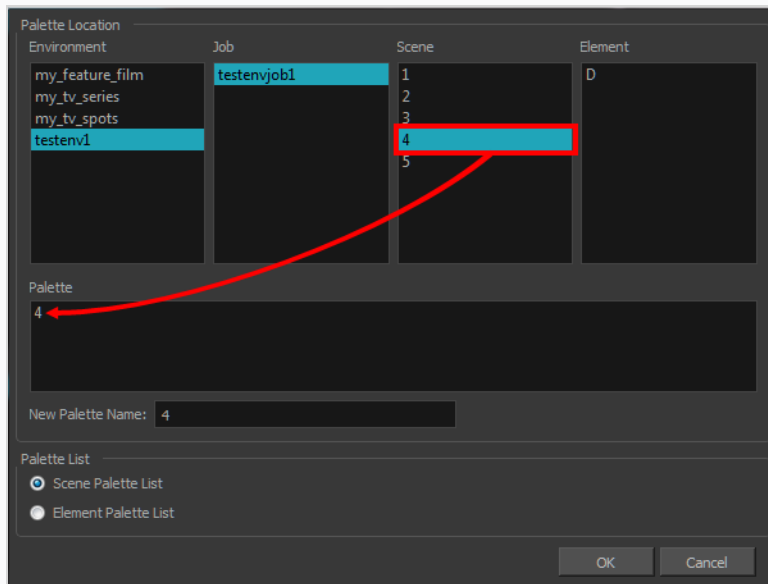 Palette Location
Environment Job Scene Element
my_feature_film testenvjob1 1 D
my_tv_series 2
my_tv_spots 3
testenv1 4
5
Palette
4
New Palette Name: 4
Palette List
Scene Palette List
Element Palette List
OK Cancel